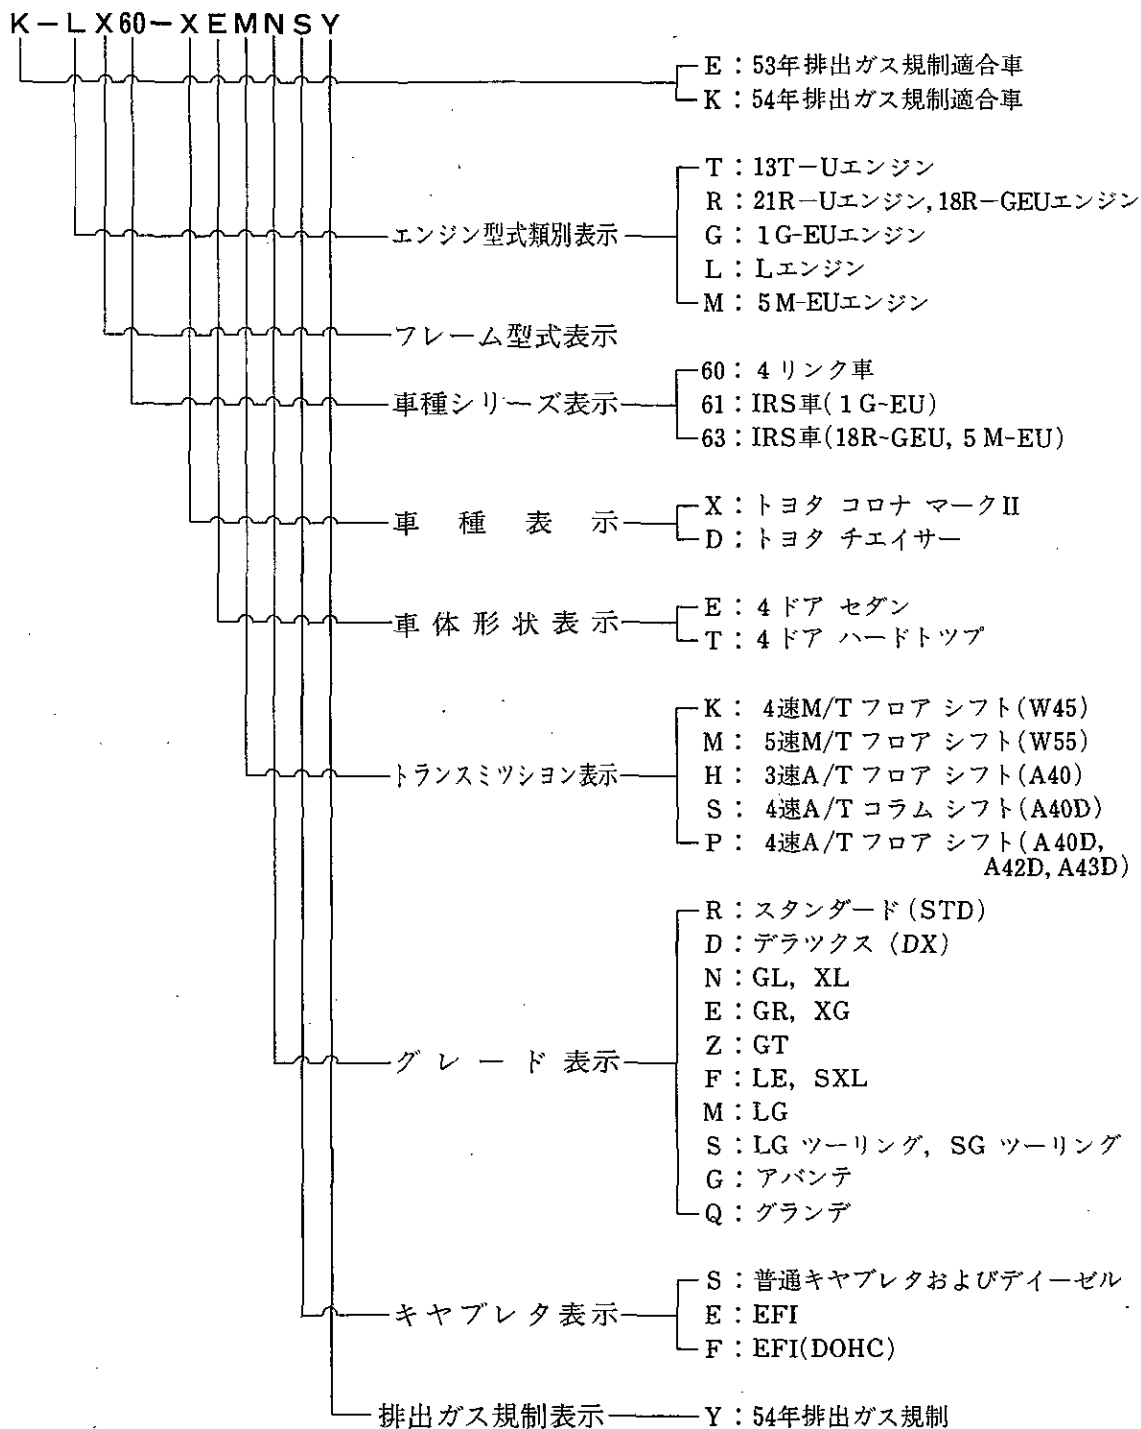 K-LX60-XEMNSY
E：53年排出ガス規制適合車
K：54年排出ガス規制適合車
エンジン型式類別表示
T：13T-Uエンジン
R：21R-Uエンジン,18R-GEUエンジン
G：1G-EUエンジン
L：Lエンジン
M：5M-EUエンジン
フレーム型式表示
車種シリーズ表示
60：4リンク車
61：IRS車(1G-EU)
63：IRS車(18R-GEU, 5M-EU)
車種表示
X：トヨタ コロナ マークII
D：トヨタ チエイサー
車体形状表示
E：4ドア セダン
T：4ドア ハードトツプ
トランスミツション表示
K：4速M/T フロア シフト(W45)
M：5速M/T フロア シフト(W55)
H：3速A/T フロア シフト(A40)
S：4速A/T コラム シフト(A40D)
P：4速A/T フロア シフト(A40D,
A42D, A43D)
グレード表示
R：スタンダード(STD)
D：デラツクス (DX)
N：GL, XL
E：GR, XG
Z：GT
F：LE, SXL
M：LG
S：LG ツーリング, SG ツーリング
G：アバンテ
Q：グランデ
キヤブレタ表示
S：普通キヤブレタおよびデイーゼル
E：EFI
F：EFI(DOHC)
排出ガス規制表示
Y：54年排出ガス規制